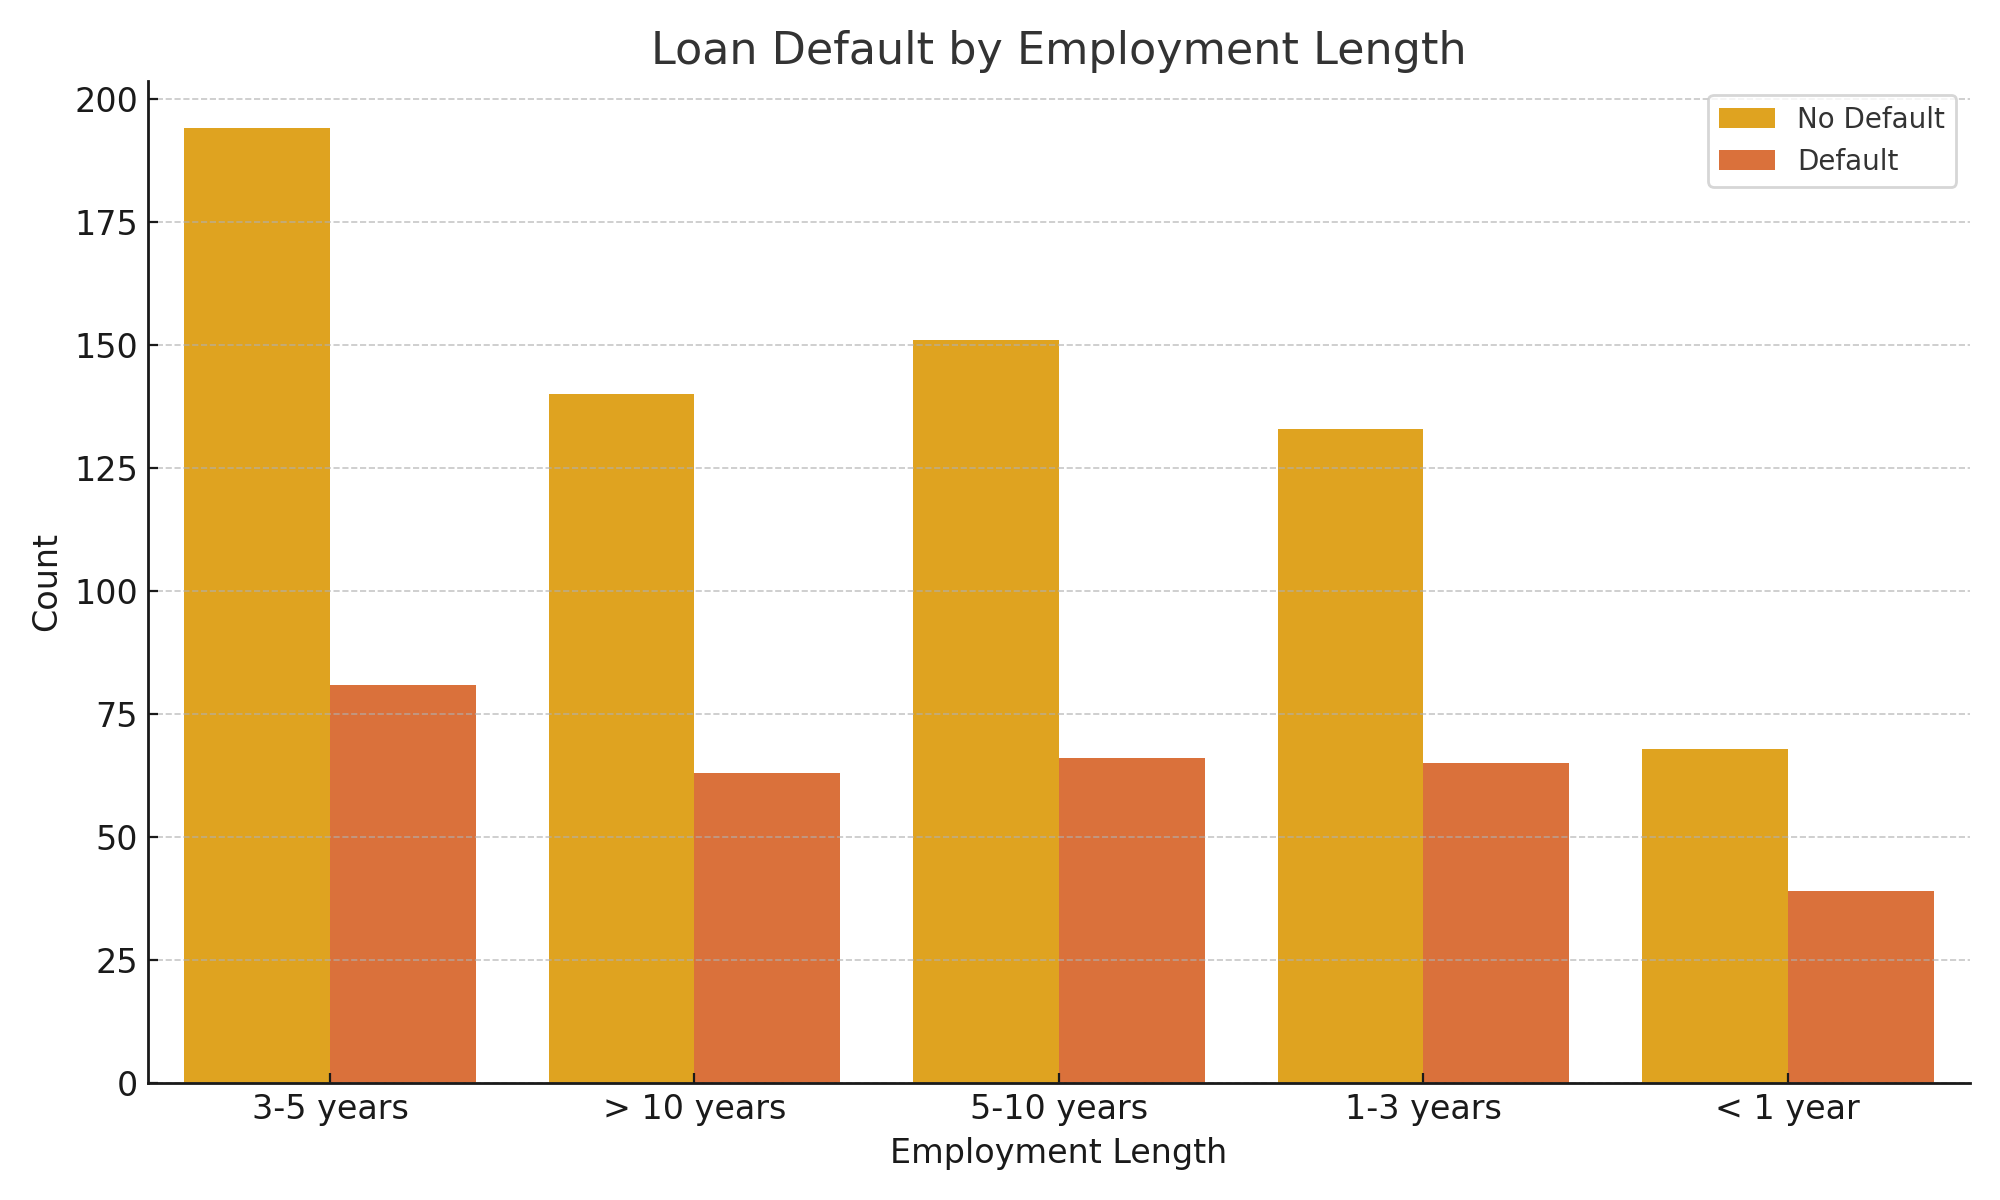 Loan Default by Employment Length
No Default
Default
200
175
150
125
100
75
50
25
0
Count
3-5 years
> 10 years
5-10 years
1-3 years
< 1 year
Employment Length